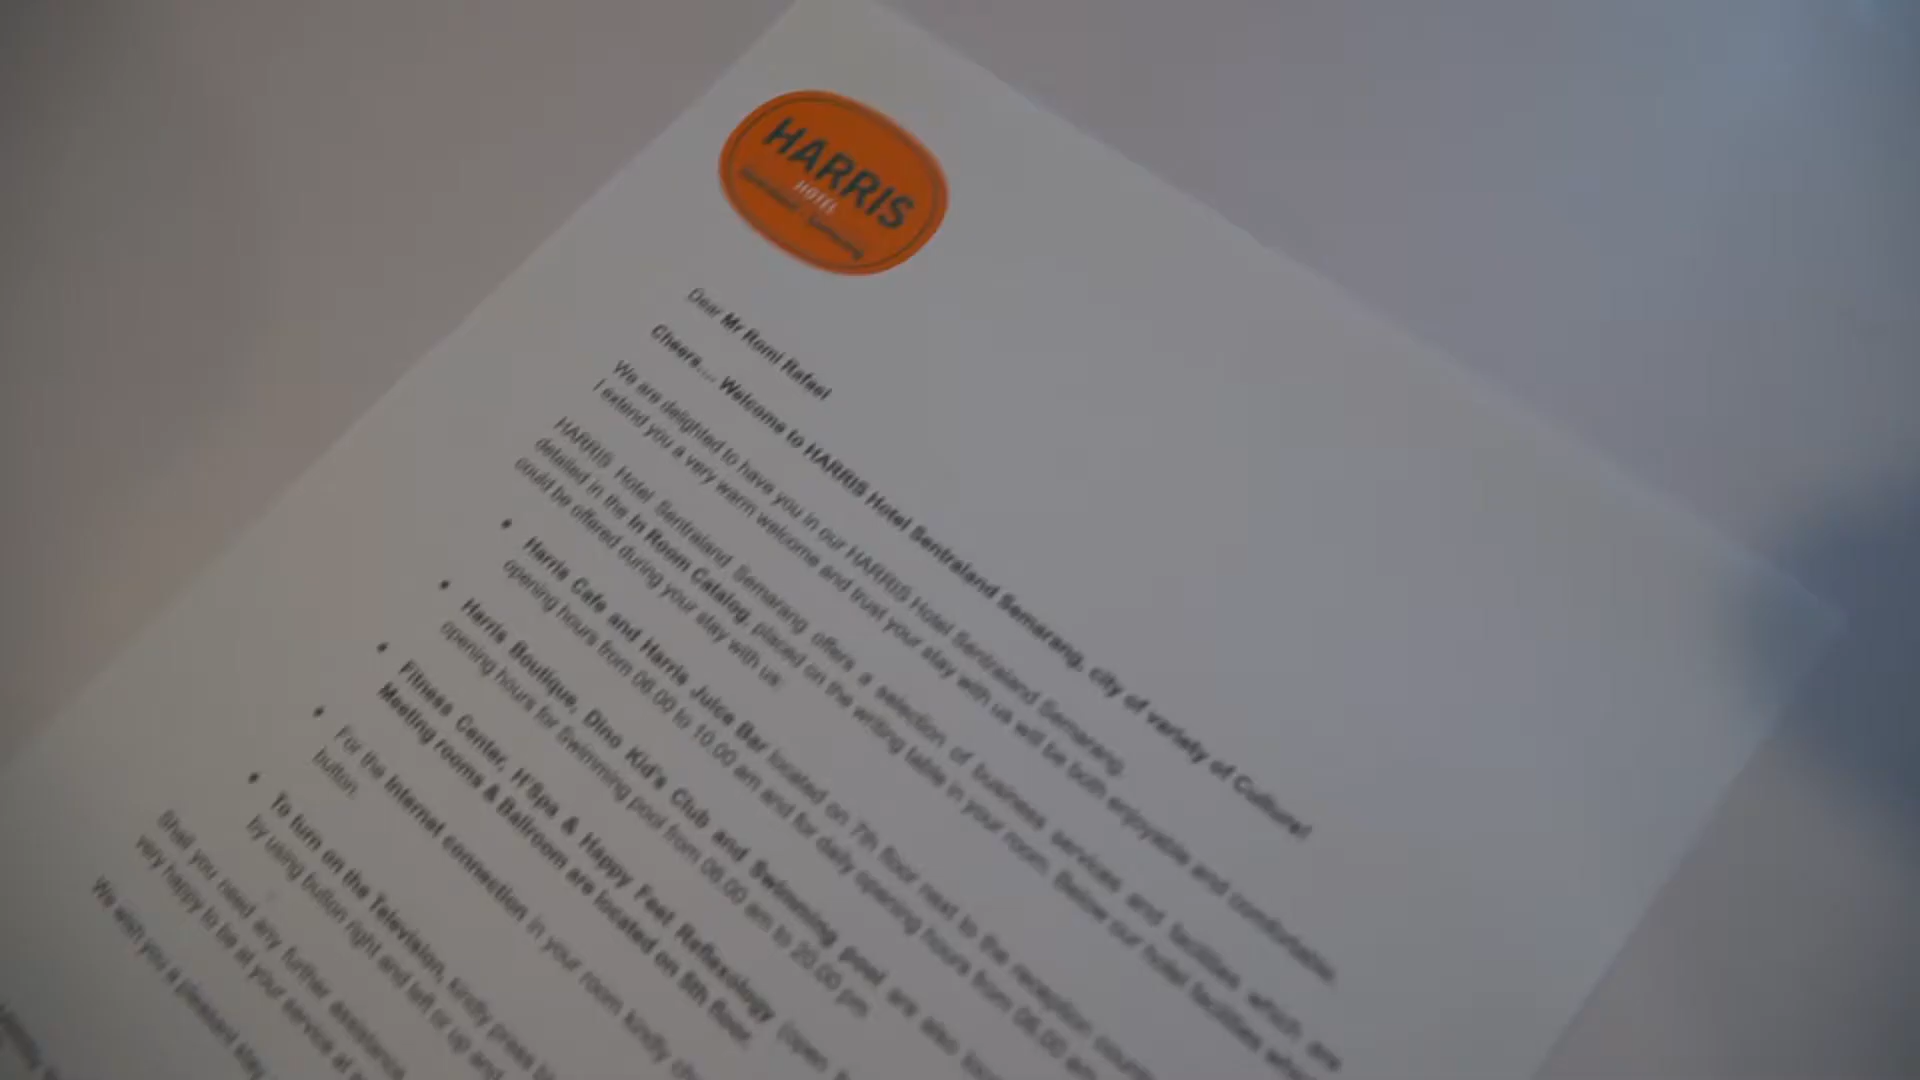 HARRIS
HOTEL
Sentraland - Semarang
Dear Mr Romi Rafael
Cheers.... Welcome to HARRIS Hotel Sentraland Semarang, city of variety of Culture!
We are delighted to have you in our HARRIS Hotel Sentraland Semarang.
I extend you a very warm welcome and trust your stay with us will be both enjoyable and comfortable.
HARRIS Hotel Sentraland Semarang offers a selection of business services and facilities which are
detailed in the In Room Catalog, placed on the writing table in your room. Below our hotel facilities
could be offered during your stay with us:
• Harris Cafe and Harris Juice Bar located on 7th floor next to the reception
opening hours from 06.00 to 10.00 am and for daily opening hours from 06.00 am
• Harris Boutique, Dino Kid's Club and Swimming pool are also
opening hours for Swimming pool from 06.00 am to 20.00 pm.
• Fitness Center, H'Spa & Happy Feet Reflexology (open
Meeting rooms & Ballroom are located on 5th floor.
• For the Internet connection in your room kindly
button.
• To turn on the Television, kindly press
by using button right and left or up and
Shall you need any further assistance
very happy to be at your service at
We wish you a pleasant stay